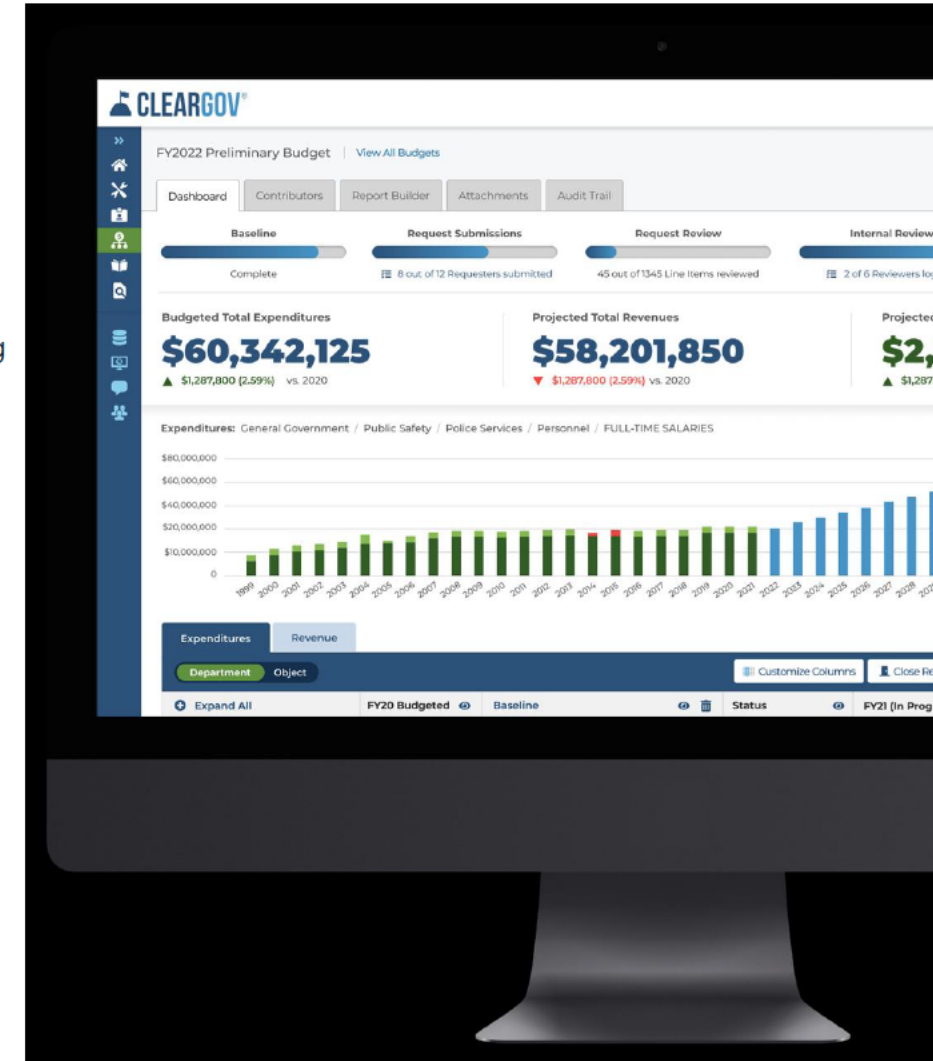 CLEARGOV®
FY2022 Preliminary Budget | View All Budgets
Dashboard Contributors Report Builder Attachments Audit Trail
Baseline Request Submissions Request Review Internal Review
Complete 8 out of 12 Requesters submitted 45 out of 1345 Line Items reviewed 2 of 6 Reviewers
Budgeted Total Expenditures Projected Total Revenues Projected
$60,342,125 $58,201,850 $2,
$1,287,800 (2.59%) vs. 2020 $1,287,800 (2.59%) vs. 2020 $1,287
Expenditures: General Government / Public Safety / Police Services / Personnel / FULL-TIME SALARIES
$80,000,000
$60,000,000
$40,000,000
$20,000,000
$10,000,000
0
1999 2000 2001 2002 2003 2004 2005 2006 2007 2008 2009 2010 2011 2012 2013 2014 2015 2016 2017 2018 2019 2020 2021 2022 2023 2024 2025 2026 2027 2028
Expenditures Revenue
Department Object Customize Columns Close
Expand All FY20 Budgeted Baseline Status FY21 (In Prog